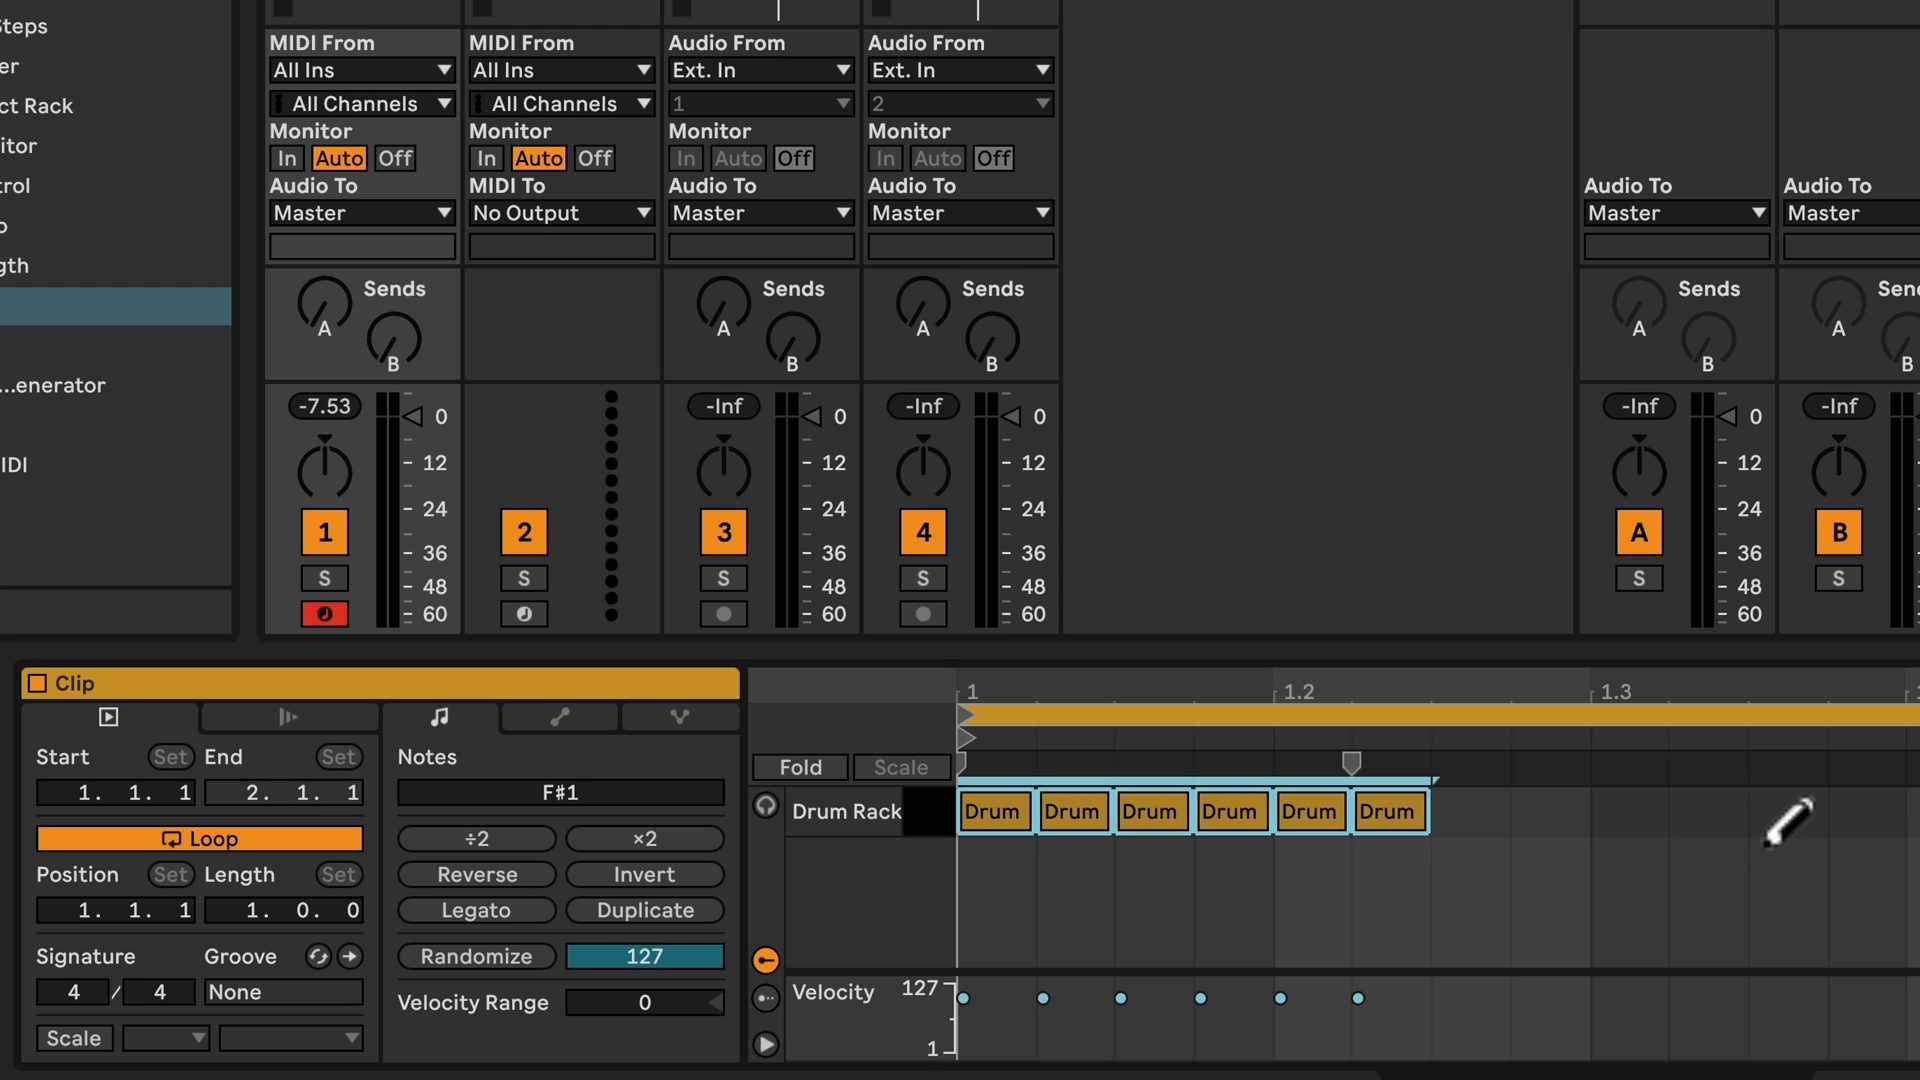 Steps
er
ct Rack
itor
trol
o
gth
...enerator
IDI
MIDI From
All Ins
All Channels
Monitor
In Auto Off
Audio To
Master
Sends
A
B
-7.53
0
12
24
36
48
60
1
S
MIDI From
All Ins
All Channels
Monitor
In Auto Off
MIDI To
No Output
2
S
Audio From
Ext. In
1
Monitor
In Auto Off
Audio To
Master
Sends
A
B
-Inf
0
12
24
36
48
60
3
S
Audio From
Ext. In
2
Monitor
In Auto Off
Audio To
Master
Sends
A
B
-Inf
0
12
24
36
48
60
4
S
Audio To
Master
Sends
A
B
-Inf
0
12
24
36
48
60
A
S
Audio To
Master
Sen
A
B
-Inf
B
S
Clip
Start Set End Set
1. 1. 1 2. 1. 1
Loop
Position Set Length Set
1. 1. 1 1. 0. 0
Signature Groove
4 / 4 None
Scale
Notes
F#1
÷2 ×2
Reverse Invert
Legato Duplicate
Randomize 127
Velocity Range 0
1 1.2 1.3
Fold Scale
Drum Rack Drum Drum Drum Drum Drum Drum
Velocity 127
1